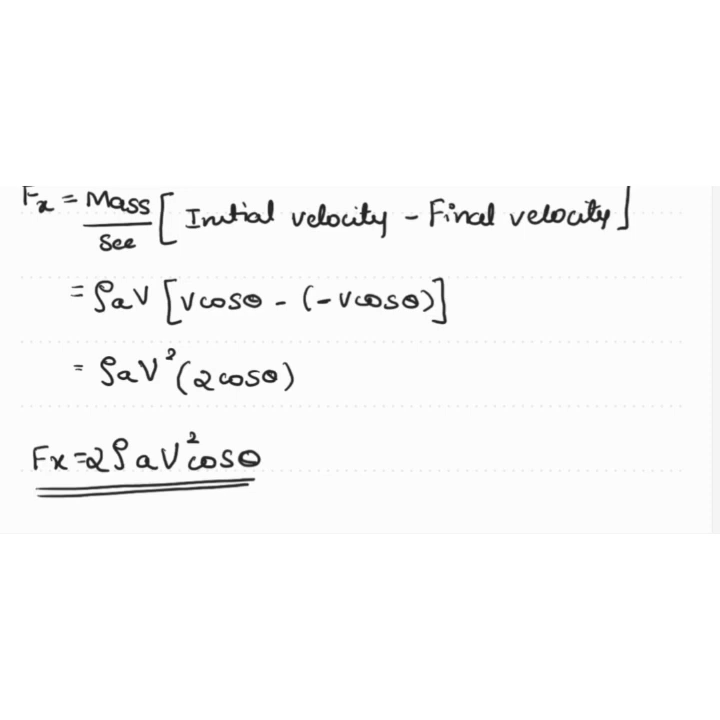 Fx = Mass/Sec [Initial velocity - Final velocity]
= ρaV [Vcosθ - (-Vcosθ)]
= ρaV²(2cosθ)
Fx = 2ρaV²cosθ